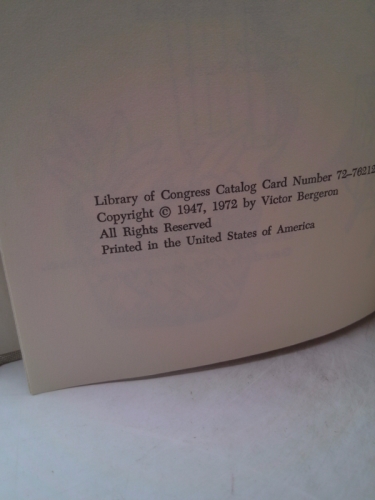 Library of Congress Catalog Card Number 72-76212
Copyright © 1947, 1972 by Victor Bergeron
All Rights Reserved
Printed in the United States of America